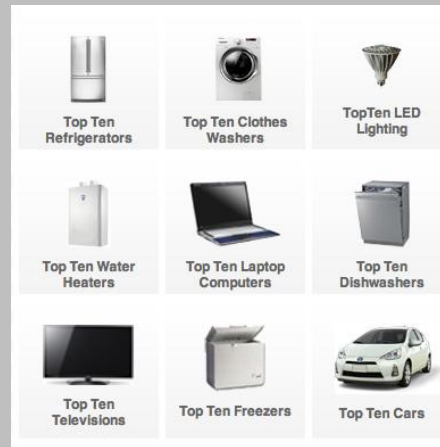 Top Ten
Refrigerators
Top Ten Clothes
Washers
TopTen LED
Lighting
Top Ten Water
Heaters
Top Ten Laptop
Computers
Top Ten
Dishwashers
Top Ten
Televisions
Top Ten Freezers
Top Ten Cars